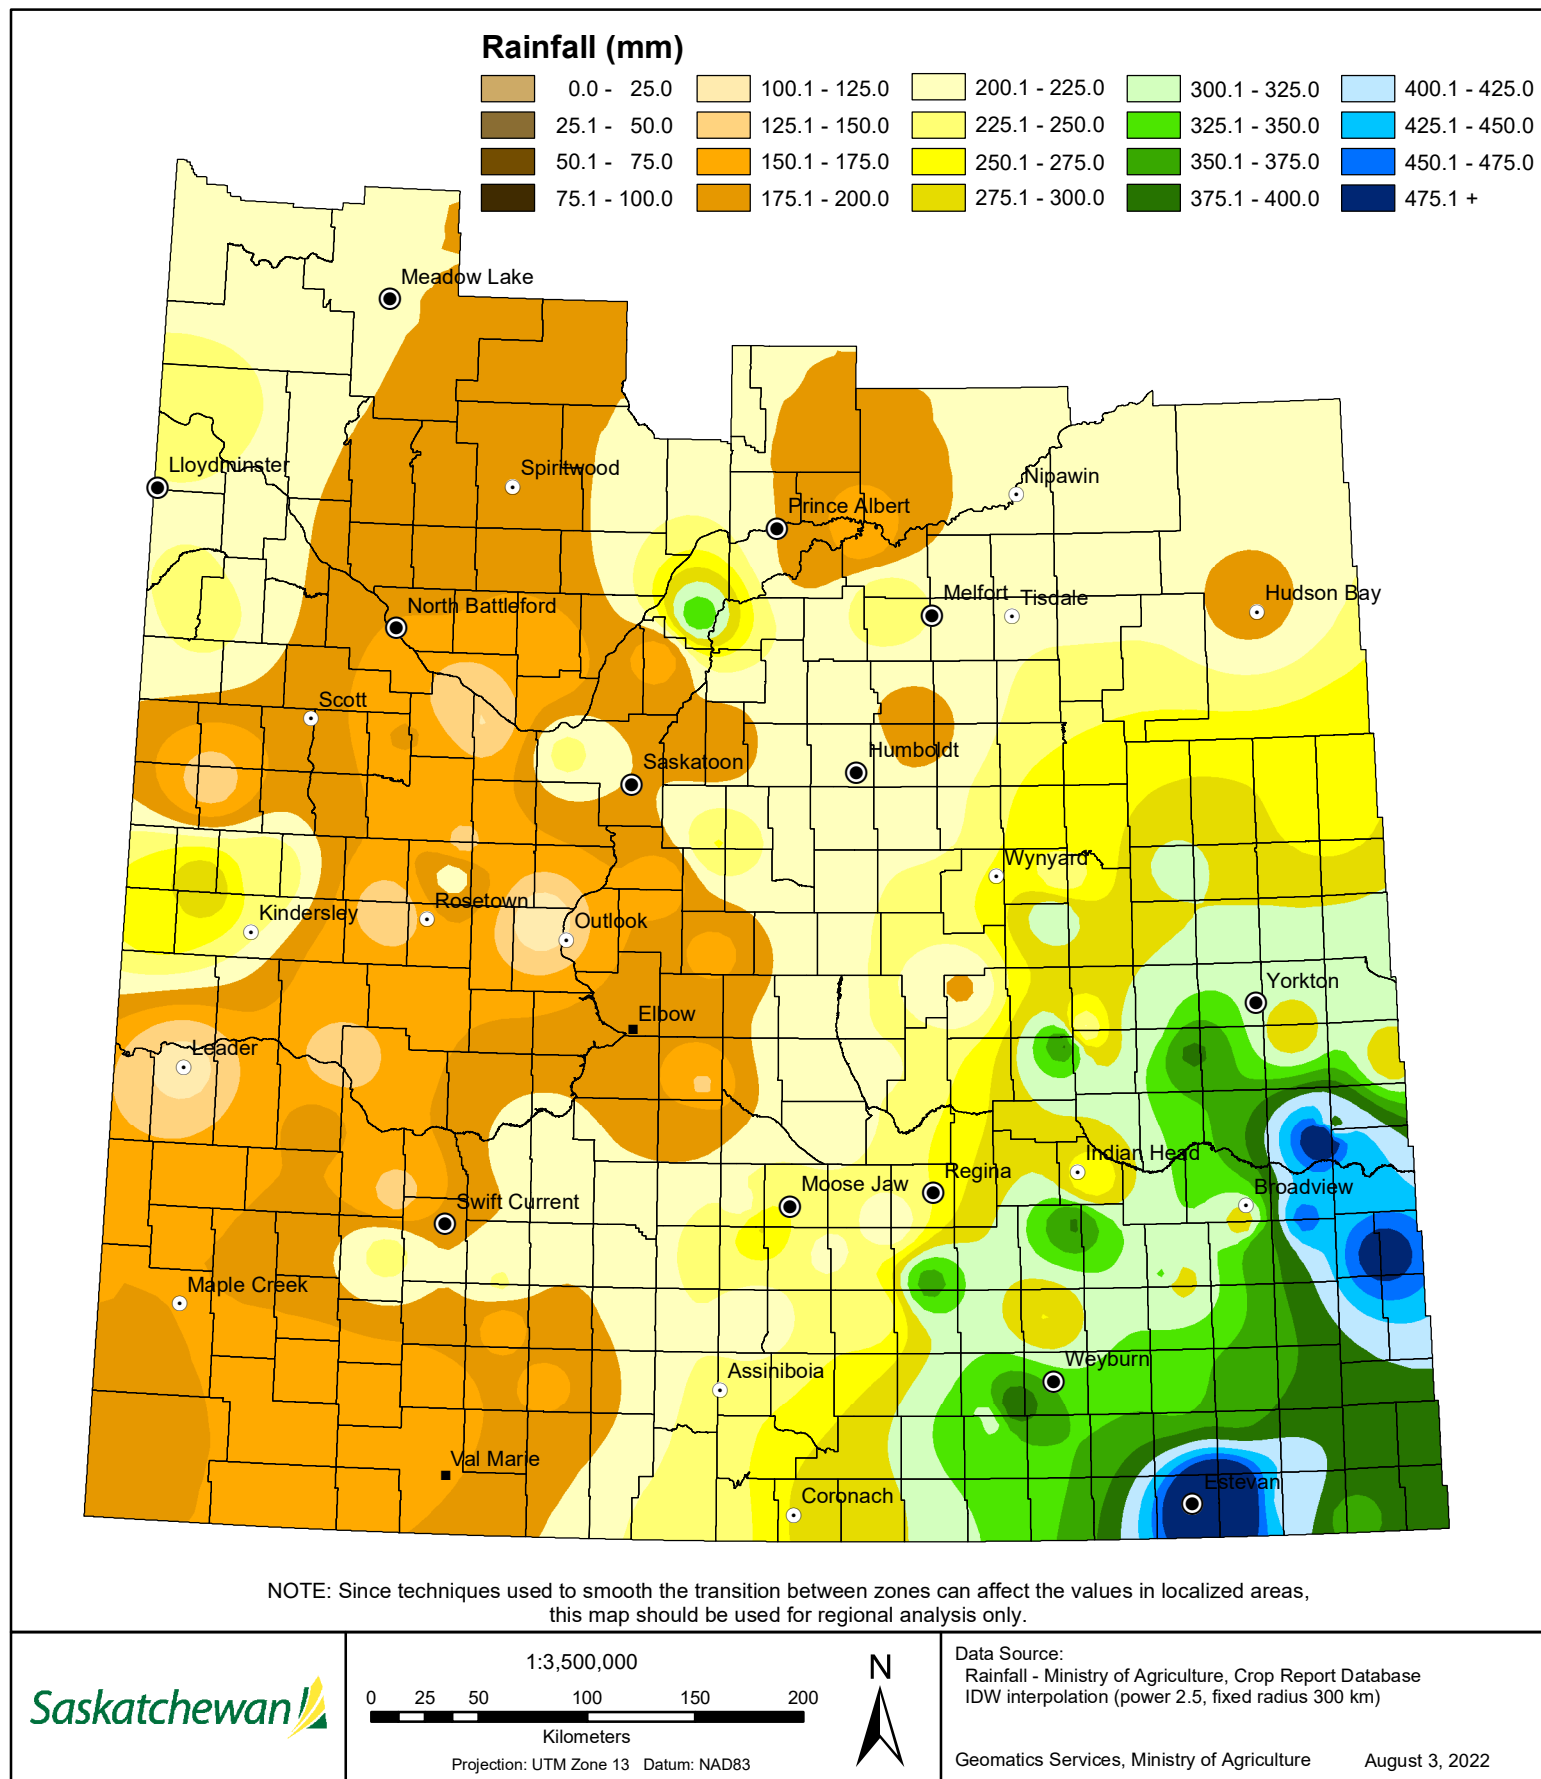 Rainfall (mm)
0.0 - 25.0
25.1 - 50.0
50.1 - 75.0
75.1 - 100.0
100.1 - 125.0
125.1 - 150.0
150.1 - 175.0
175.1 - 200.0
200.1 - 225.0
225.1 - 250.0
250.1 - 275.0
275.1 - 300.0
300.1 - 325.0
325.1 - 350.0
350.1 - 375.0
375.1 - 400.0
400.1 - 425.0
425.1 - 450.0
450.1 - 475.0
475.1 +
Meadow Lake
Lloydminster
Spiritwood
Nipawin
Prince Albert
North Battleford
Melfort
Tisdale
Hudson Bay
Scott
Saskatoon
Humboldt
Wynyard
Kindersley
Rosetown
Outlook
Yorkton
Elbow
Leader
Indian Head
Regina
Moose Jaw
Broadview
Swift Current
Maple Creek
Assiniboia
Weyburn
Val Marie
Coronach
Estevan
NOTE: Since techniques used to smooth the transition between zones can affect the values in localized areas,
this map should be used for regional analysis only.
Saskatchewan
1:3,500,000
0 25 50 100 150 200
Kilometers
Projection: UTM Zone 13 Datum: NAD83
N
Data Source:
Rainfall - Ministry of Agriculture, Crop Report Database
IDW interpolation (power 2.5, fixed radius 300 km)
Geomatics Services, Ministry of Agriculture August 3, 2022